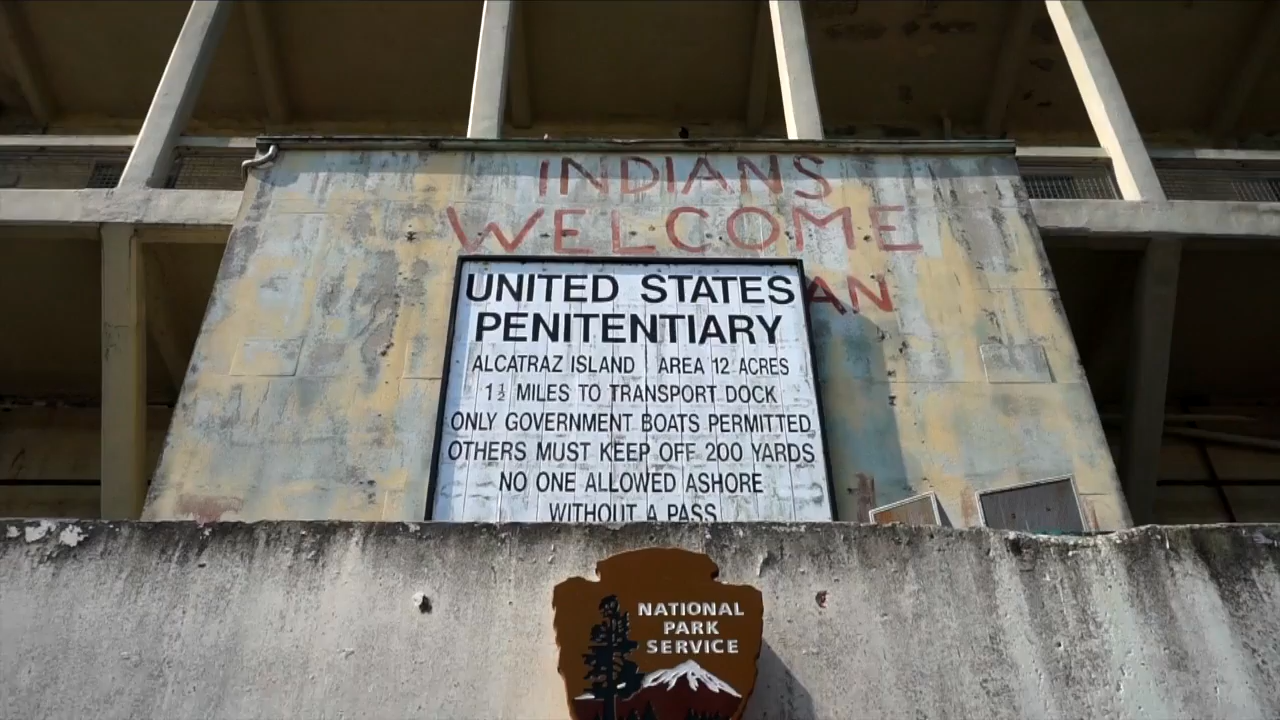 INDIANS
WELCOME
UNITED STATES
PENITENTIARY
ALCATRAZ ISLAND AREA 12 ACRES
1½ MILES TO TRANSPORT DOCK
ONLY GOVERNMENT BOATS PERMITTED
OTHERS MUST KEEP OFF 200 YARDS
NO ONE ALLOWED ASHORE
WITHOUT A PASS
NATIONAL
PARK
SERVICE